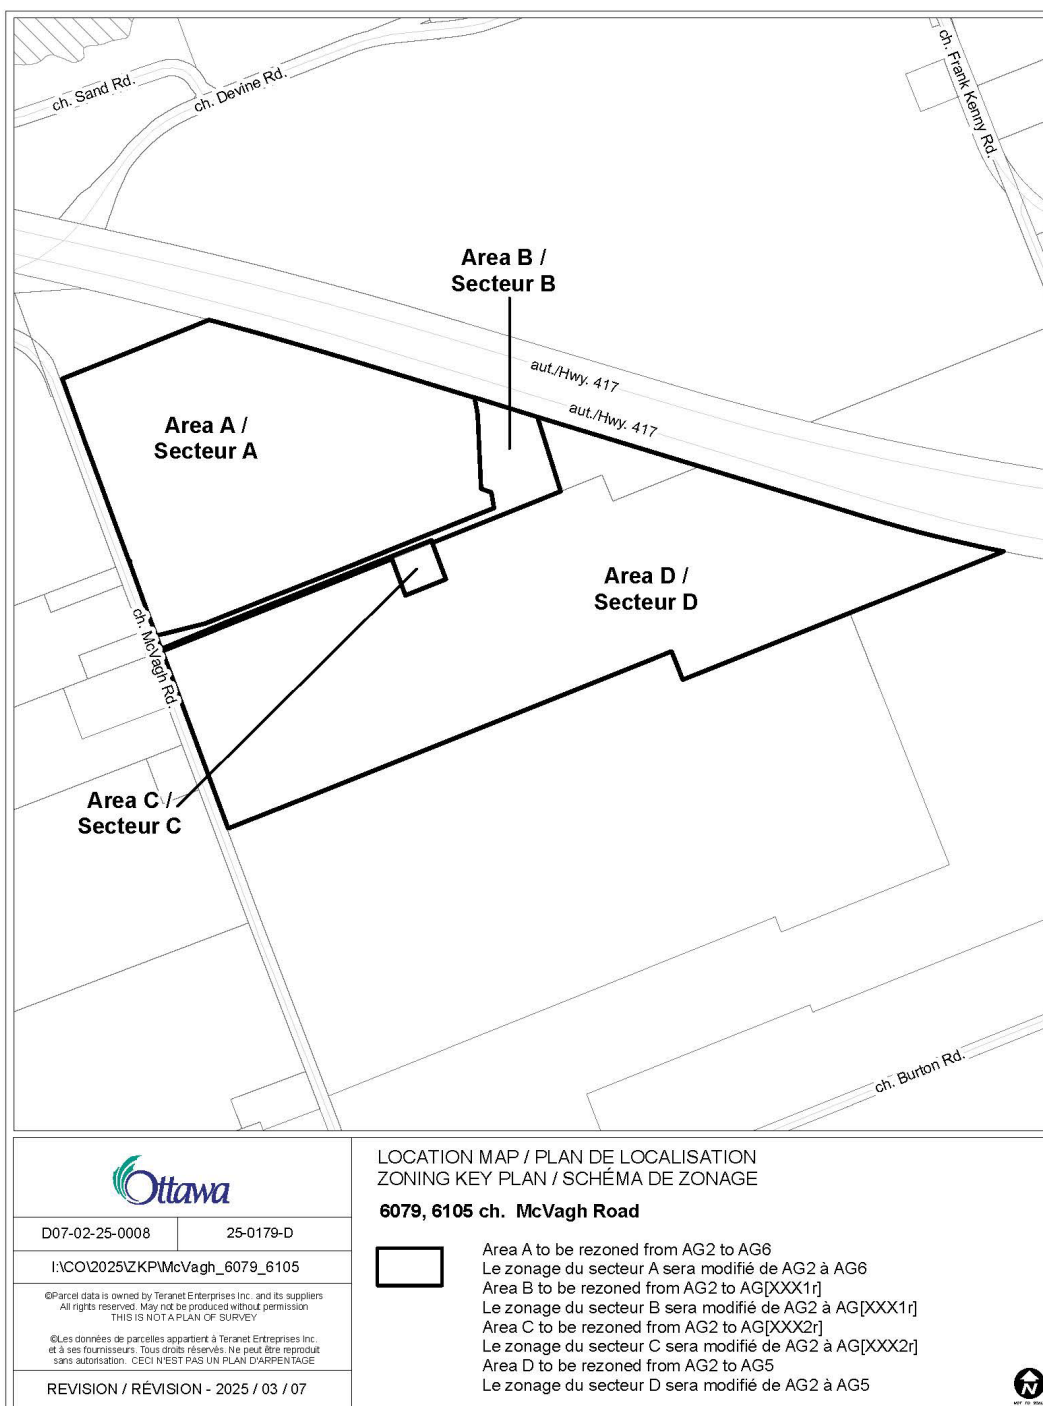 ch. Sand Rd.
ch. Devine Rd.
ch. Frank Kenny Rd.
Area B /
Secteur B
aut./Hwy. 417
aut./Hwy. 417
Area A /
Secteur A
Area D /
Secteur D
ch. McVagh Rd.
Area C /
Secteur C
ch. Burton Rd.
Ottawa
D07-02-25-0008
25-0179-D
I:\CO\2025\ZKP\McVagh_6079_6105
©Parcel data is owned by Teranet Enterprises Inc. and its suppliers
All rights reserved. May not be produced without permission
THIS IS NOT A PLAN OF SURVEY
©Les données de parcelles appartient à Teranet Entreprises Inc.
et à ses fournisseurs. Tous droits réservés. Ne peut être reproduit
sans autorisation. CECI N'EST PAS UN PLAN D'ARPENTAGE
REVISION / RÉVISION - 2025 / 03 / 07
LOCATION MAP / PLAN DE LOCALISATION
ZONING KEY PLAN / SCHÉMA DE ZONAGE
6079, 6105 ch. McVagh Road
Area A to be rezoned from AG2 to AG6
Le zonage du secteur A sera modifié de AG2 à AG6
Area B to be rezoned from AG2 to AG[XXX1r]
Le zonage du secteur B sera modifié de AG2 à AG[XXX1r]
Area C to be rezoned from AG2 to AG[XXX2r]
Le zonage du secteur C sera modifié de AG2 à AG[XXX2r]
Area D to be rezoned from AG2 to AG5
Le zonage du secteur D sera modifié de AG2 à AG5
N
NOT TO SCALE